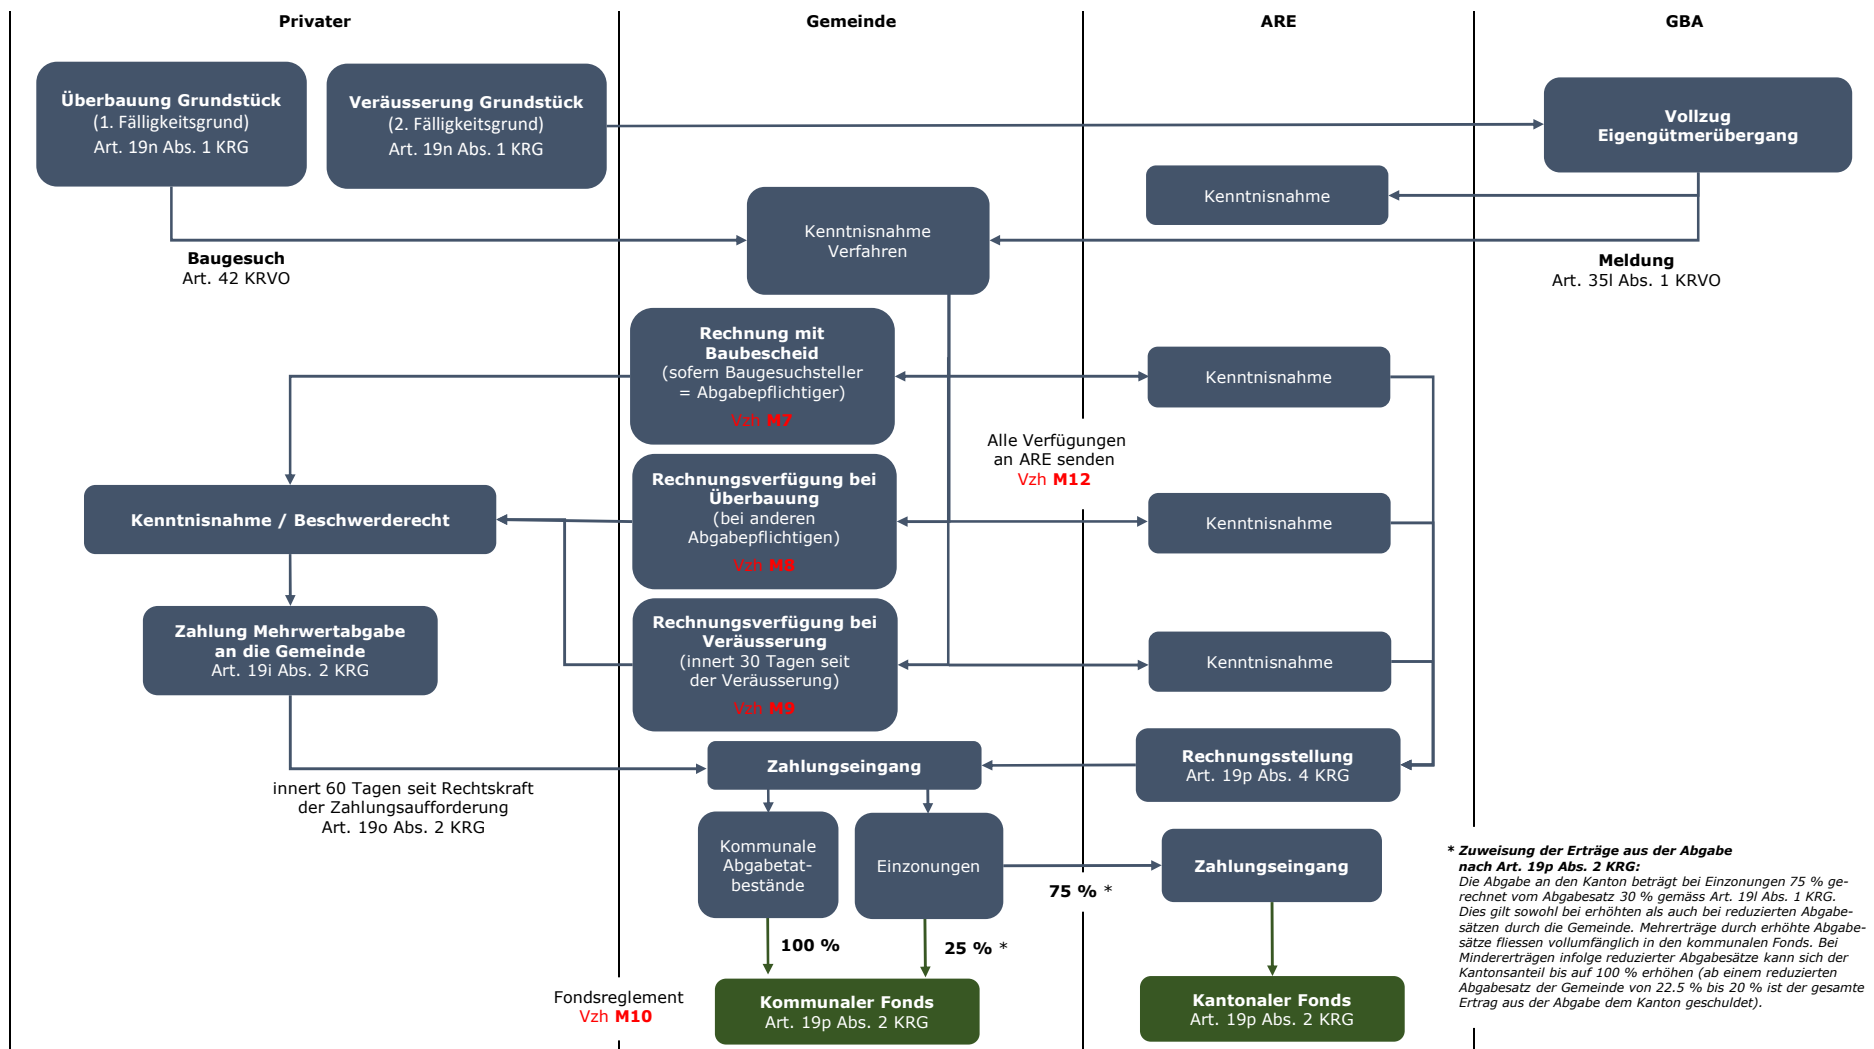 Privater
Gemeinde
ARE
GBA
Überbauung Grundstück
(1. Fälligkeitsgrund)
Art. 19n Abs. 1 KRG
Veräusserung Grundstück
(2. Fälligkeitsgrund)
Art. 19n Abs. 1 KRG
Vollzug
Eigengütmerübergang
Kenntnisnahme
Kenntnisnahme
Verfahren
Baugesuch
Art. 42 KRVO
Meldung
Art. 35l Abs. 1 KRVO
Rechnung mit
Baubescheid
(sofern Baugesuchsteller
= Abgabepflichtiger)
Vzh M7
Kenntnisnahme
Alle Verfügungen
an ARE senden
Vzh M12
Kenntnisnahme / Beschwerderecht
Rechnungsverfügung bei
Überbauung
(bei anderen
Abgabepflichtigen)
Vzh M8
Kenntnisnahme
Zahlung Mehrwertabgabe
an die Gemeinde
Art. 19i Abs. 2 KRG
Rechnungsverfügung bei
Veräusserung
(innert 30 Tagen seit
der Veräusserung)
Vzh M9
Kenntnisnahme
innert 60 Tagen seit Rechtskraft
der Zahlungsaufforderung
Art. 19o Abs. 2 KRG
Zahlungseingang
Rechnungsstellung
Art. 19p Abs. 4 KRG
Kommunale
Abgabetat-
bestände
Einzonungen
75 % *
Zahlungseingang
100 %
25 % *
Fondsreglement
Vzh M10
Kommunaler Fonds
Art. 19p Abs. 2 KRG
Kantonaler Fonds
Art. 19p Abs. 2 KRG
* Zuweisung der Erträge aus der Abgabe
nach Art. 19p Abs. 2 KRG:
Die Abgabe an den Kanton beträgt bei Einzonungen 75 % ge-
rechnet vom Abgabesatz 30 % gemäss Art. 19l Abs. 1 KRG.
Dies gilt sowohl bei erhöhten als auch bei reduzierten Abgabe-
sätzen durch die Gemeinde. Mehrerträge durch erhöhte Abgabe-
sätze fliessen vollumfänglich in den kommunalen Fonds. Bei
Mindererträgen infolge reduzierter Abgabesätze kann sich der
Kantonsanteil bis auf 100 % erhöhen (ab einem reduzierten
Abgabesatz der Gemeinde von 22.5 % bis 20 % ist der gesamte
Ertrag aus der Abgabe dem Kanton geschuldet).